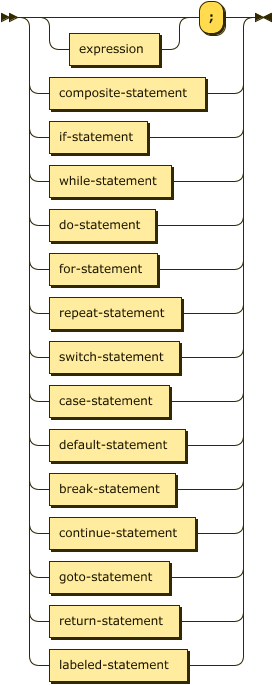 ;
expression
composite-statement
if-statement
while-statement
do-statement
for-statement
repeat-statement
switch-statement
case-statement
default-statement
break-statement
continue-statement
goto-statement
return-statement
labeled-statement